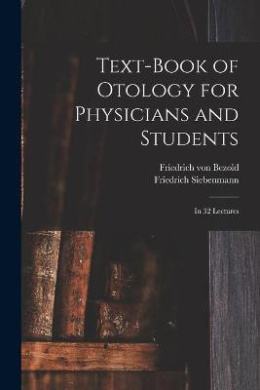 Text-Book of
Otology for
Physicians and
Students
Friedrich von Bezold
Friedrich Siebenmann
In 32 Lectures